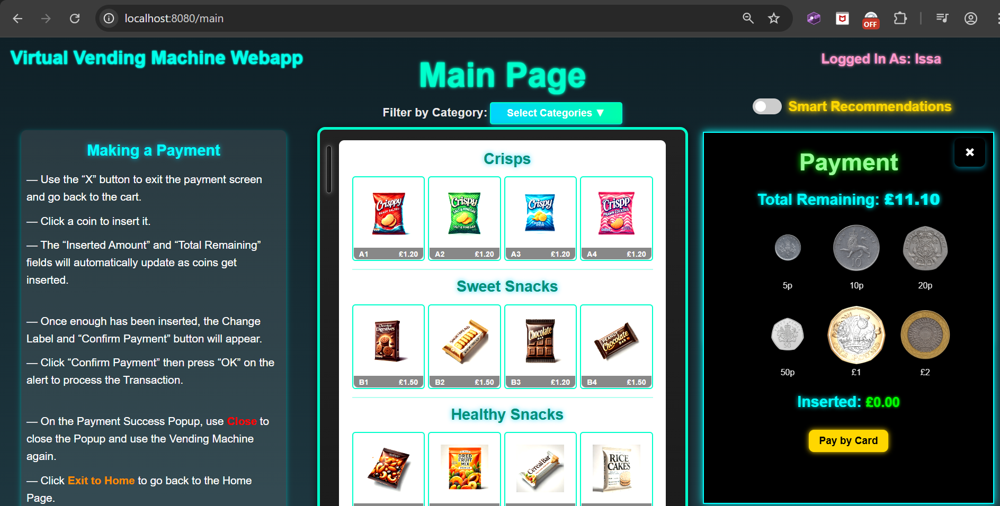 localhost:8080/main
OFF
Virtual Vending Machine Webapp
Main Page
Logged In As: Issa
Filter by Category: Select Categories ▼
Smart Recommendations
Making a Payment
— Use the “X” button to exit the payment screen
and go back to the cart.
— Click a coin to insert it.
— The “Inserted Amount” and “Total Remaining”
fields will automatically update as coins get
inserted.
— Once enough has been inserted, the Change
Label and “Confirm Payment” button will appear.
— Click “Confirm Payment” then press “OK” on the
alert to process the Transaction.
— On the Payment Success Popup, use Close to
close the Popup and use the Vending Machine
again.
— Click Exit to Home to go back to the Home
Page.
Crisps
Crisppy
READY SALTED
Crispy
SALT & VINEGAR
SALT & VINEGAR
Crispy
CHEESE &
ONION
Crispp
PRAWN COCKTAIL
A1 £1.20
A2 £1.20
A3 £1.20
A4 £1.20
Sweet Snacks
Chocolate
Digestives
SHORTBREAD
Chocolate
BAR
PEANUT
Chocolate
BAR
B1 £1.50
B2 £1.50
B3 £1.20
B4 £1.50
Healthy Snacks
DRED
FRUIT
MIX
CerealBar
RICE
CAKES
✖
Payment
Total Remaining: £11.10
5p
10p
20p
50p
£1
£2
Inserted: £0.00
Pay by Card